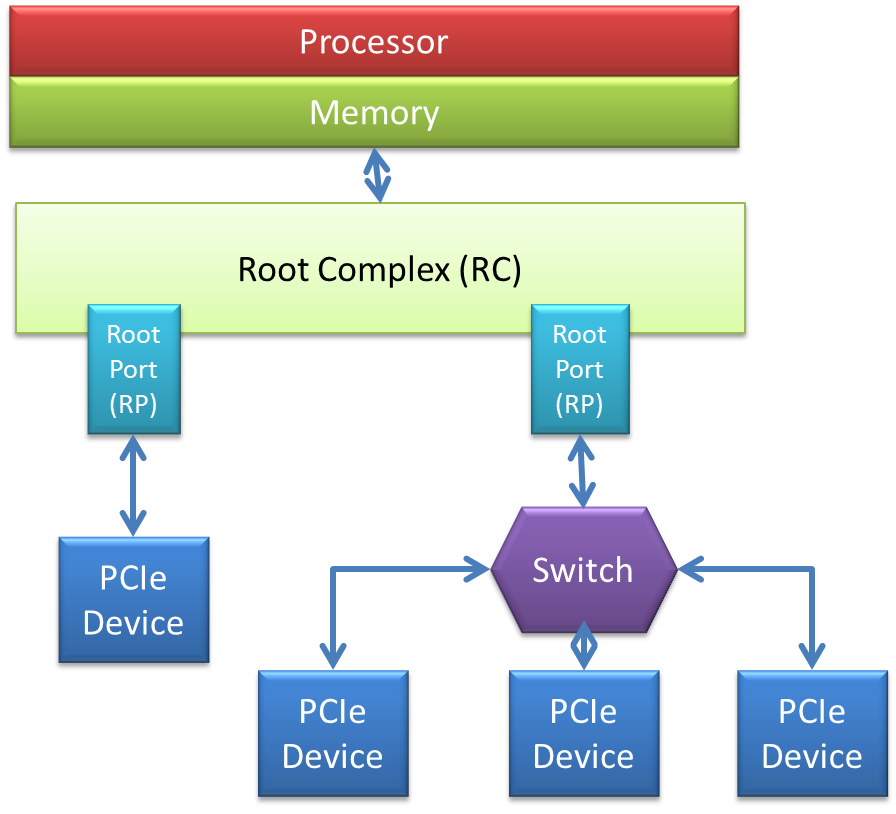 Processor
Memory
Root Complex (RC)
Root
Port
(RP)
Root
Port
(RP)
PCIe
Device
Switch
PCIe
Device
PCIe
Device
PCIe
Device